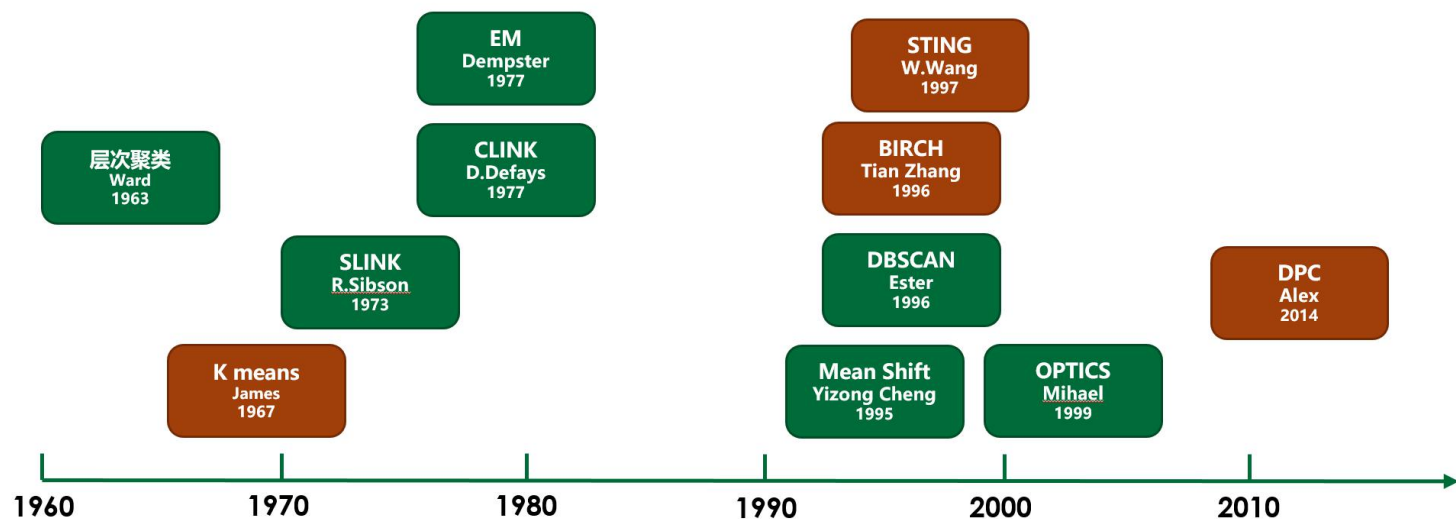 EM
Dempster
1977
STING
W.Wang
1997
层次聚类
Ward
1963
CLINK
D.Defays
1977
BIRCH
Tian Zhang
1996
SLINK
R.Sibson
1973
DBSCAN
Ester
1996
DPC
Alex
2014
K means
James
1967
Mean Shift
Yizong Cheng
1995
OPTICS
Mihael
1999
1960
1970
1980
1990
2000
2010